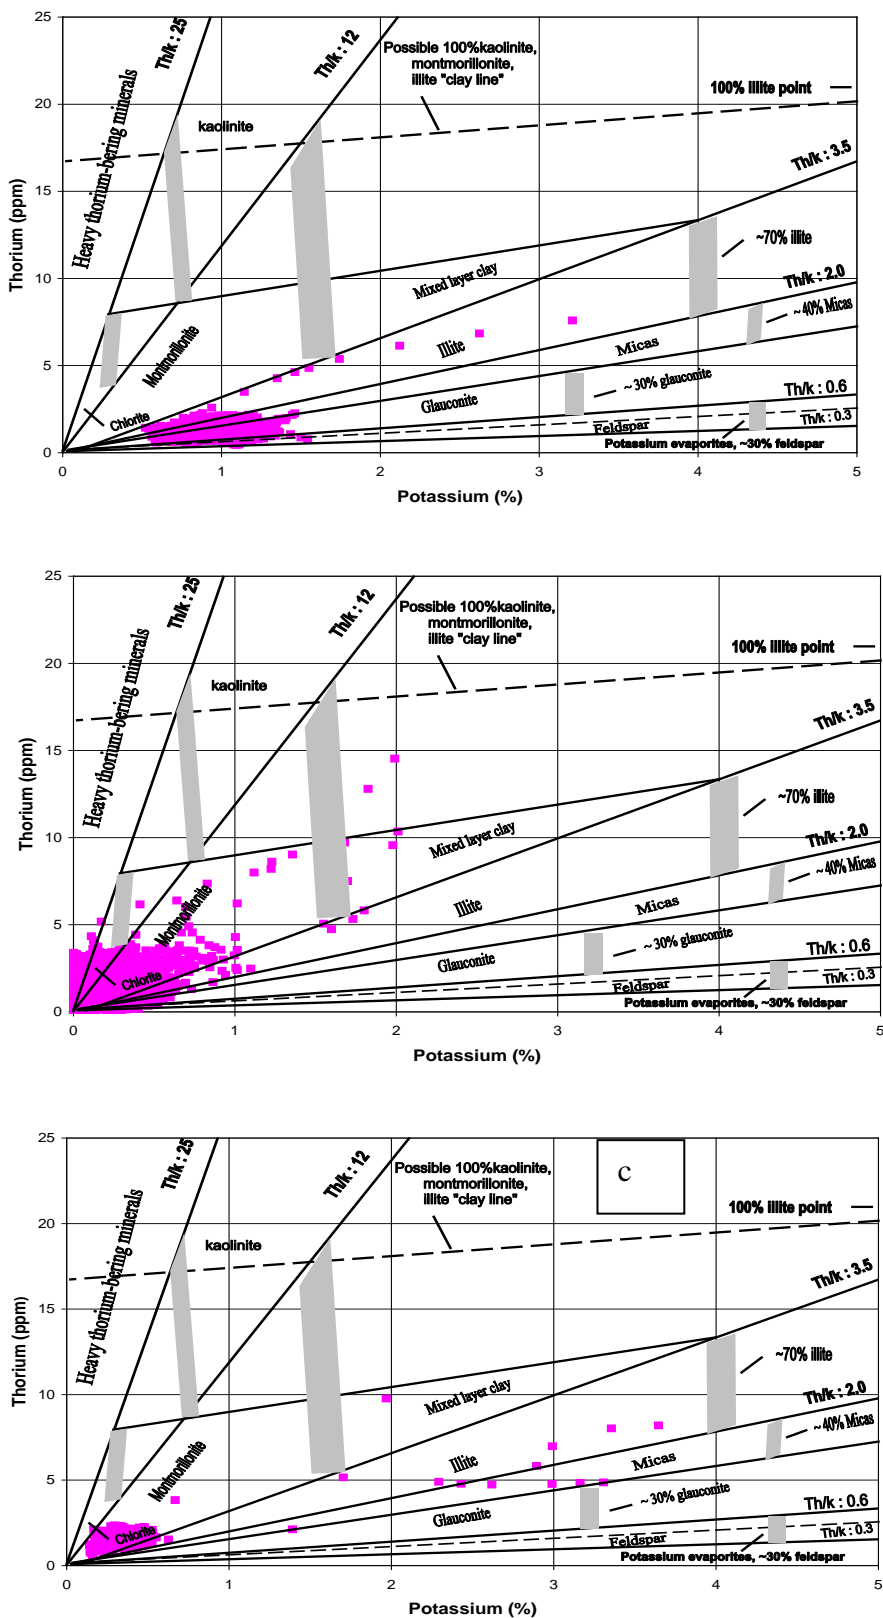 25
Th/k : 25
Th/k : 12
Possible 100%kaolinite,
montmorillonite,
illite "clay line"
100% illite point
20
kaolinite
Heavy thorium-bering minerals
Th/k : 3.5
15
~70% illite
Thorium (ppm)
10
Mixed layer clay
Th/k : 2.0
~ 40% Micas
Montmorillonite
Illite
Micas
5
Glauconite
~ 30% glauconite
Th/k : 0.6
Chlorite
Feldspar
Th/k : 0.3
Potassium evaporites, ~30% feldspar
0
0 1 2 3 4 5
Potassium (%)
25
Th/k : 25
Th/k : 12
Possible 100%kaolinite,
montmorillonite,
illite "clay line"
100% illite point
20
kaolinite
Heavy thorium-bering minerals
Th/k : 3.5
15
~70% illite
Thorium (ppm)
10
Mixed layer clay
Th/k : 2.0
~ 40% Micas
Montmorillonite
Illite
Micas
5
Glauconite
~ 30% glauconite
Th/k : 0.6
Chlorite
Feldspar
Th/k : 0.3
Potassium evaporites, ~30% feldspar
0
0 1 2 3 4 5
Potassium (%)
25
Th/k : 25
Th/k : 12
Possible 100%kaolinite,
montmorillonite,
illite "clay line"
c
100% illite point
20
kaolinite
Heavy thorium-bering minerals
Th/k : 3.5
15
~70% illite
Thorium (ppm)
10
Mixed layer clay
Th/k : 2.0
~ 40% Micas
Montmorillonite
Illite
Micas
5
Glauconite
~ 30% glauconite
Th/k : 0.6
Chlorite
Feldspar
Th/k : 0.3
Potassium evaporites, ~30% feldspar
0
0 1 2 3 4 5
Potassium (%)